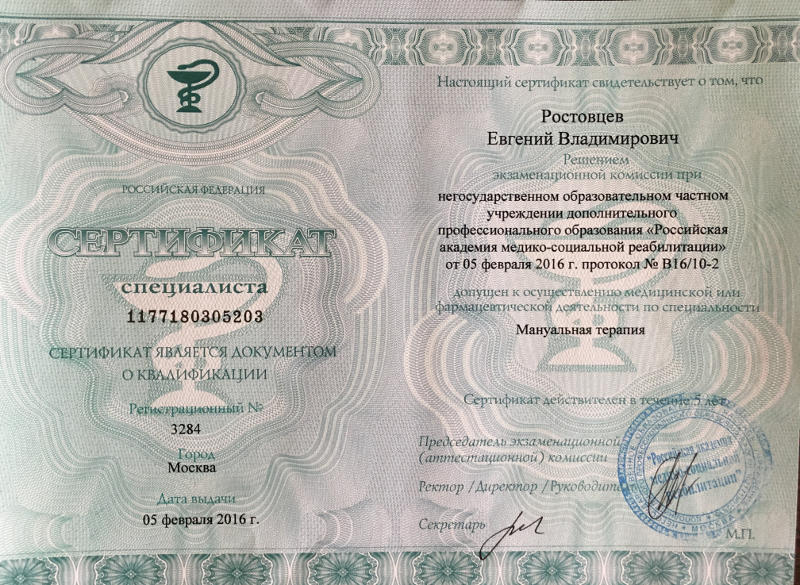 РОССИЙСКАЯ ФЕДЕРАЦИЯ
СЕРТИФИКАТ
специалиста
1177180305203
СЕРТИФИКАТ ЯВЛЯЕТСЯ ДОКУМЕНТОМ
О КВАЛИФИКАЦИИ
Регистрационный №
3284
Город
Москва
Дата выдачи
05 февраля 2016 г.
Настоящий сертификат свидетельствует о том, что
Ростовцев
Евгений Владимирович
Решением
экзаменационной комиссии при
негосударственном образовательном частном
учреждении дополнительного
профессионального образования «Российская
академия медико-социальной реабилитации»
от 05 февраля 2016 г. протокол № В16/10-2
допущен к осуществлению медицинской или
фармацевтической деятельности по специальности
Мануальная терапия
Сертификат действителен в течение 5 лет
Председатель экзаменационной
(аттестационной) комиссии
Ректор /Директор /Руководитель
Секретарь
М.П.
"Российская академия
медико-социальной
реабилитации"
МОСКВА